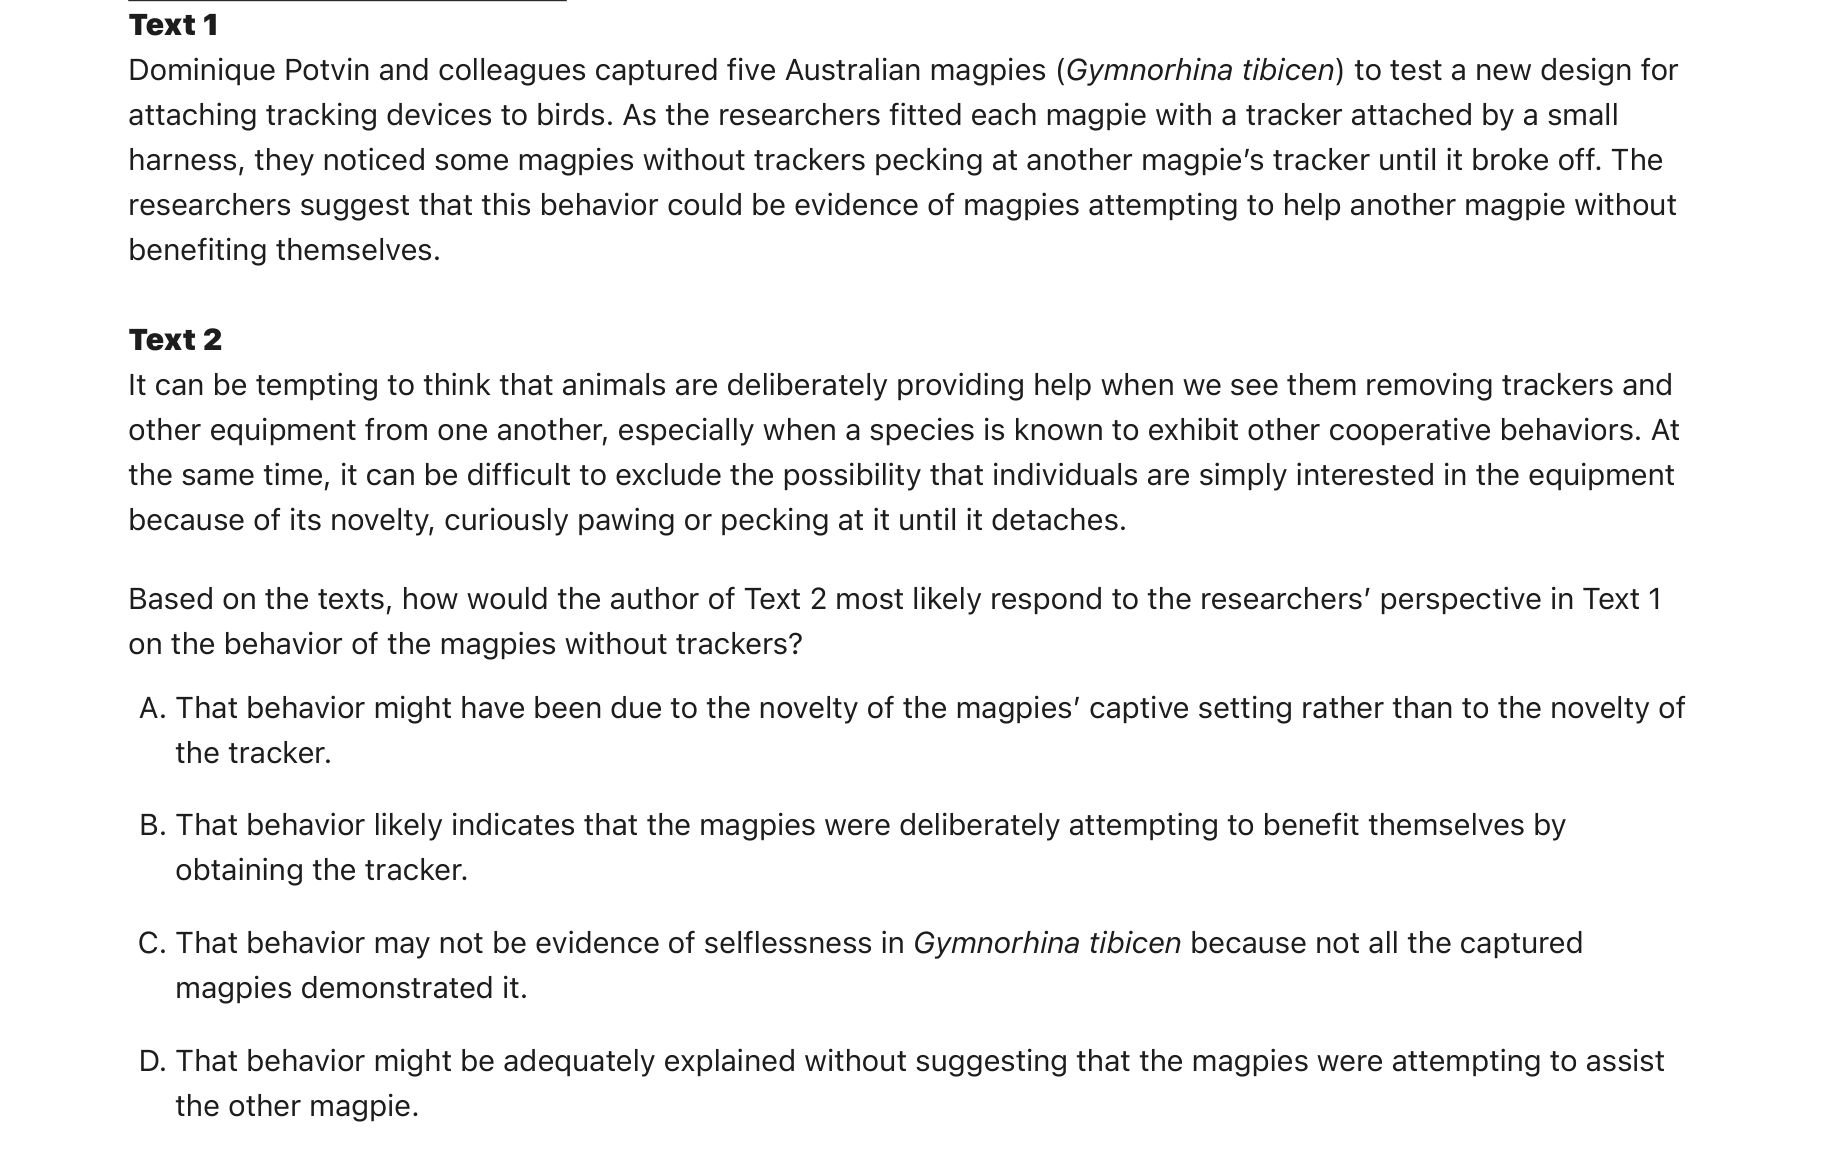 Text 1
Dominique Potvin and colleagues captured five Australian magpies (Gymnorhina tibicen) to test a new design for
attaching tracking devices to birds. As the researchers fitted each magpie with a tracker attached by a small
harness, they noticed some magpies without trackers pecking at another magpie’s tracker until it broke off. The
researchers suggest that this behavior could be evidence of magpies attempting to help another magpie without
benefiting themselves.
Text 2
It can be tempting to think that animals are deliberately providing help when we see them removing trackers and
other equipment from one another, especially when a species is known to exhibit other cooperative behaviors. At
the same time, it can be difficult to exclude the possibility that individuals are simply interested in the equipment
because of its novelty, curiously pawing or pecking at it until it detaches.
Based on the texts, how would the author of Text 2 most likely respond to the researchers’ perspective in Text 1
on the behavior of the magpies without trackers?
A. That behavior might have been due to the novelty of the magpies’ captive setting rather than to the novelty of
the tracker.
B. That behavior likely indicates that the magpies were deliberately attempting to benefit themselves by
obtaining the tracker.
C. That behavior may not be evidence of selflessness in Gymnorhina tibicen because not all the captured
magpies demonstrated it.
D. That behavior might be adequately explained without suggesting that the magpies were attempting to assist
the other magpie.